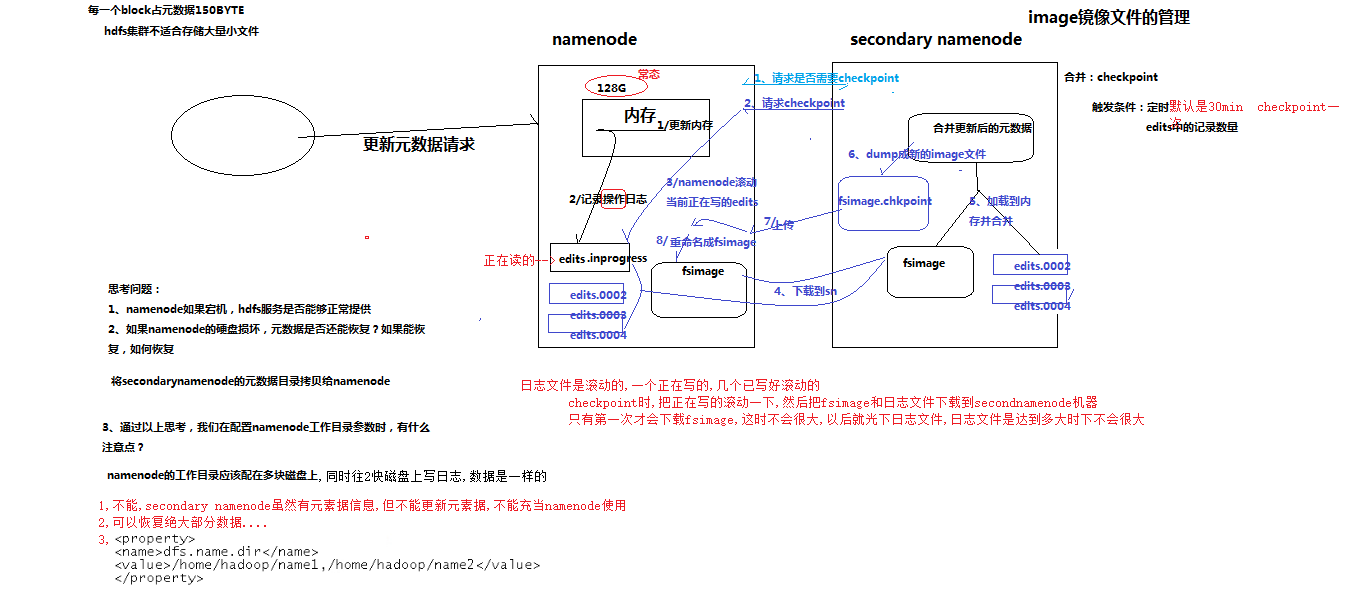 每一个block占元数据150BYTE
hdfs集群不适合存储大量小文件
image镜像文件的管理
namenode
secondary namenode
常态
128G
内存
1/更新内存
更新元数据请求
2/记录操作日志
正在读的-->
edits.inprogress
edits.0002
edits.0003
edits.0004
fsimage
1、请求是否需要checkpoint
2、请求checkpoint
3/namenode滚动
当前正在写的edits
7/上传
8/重命名成fsimage
4、下载到sn
合并更新后的元数据
6、dump成新的image文件
fsimage.chkpoint
5、加载到内
存并合并
fsimage
edits.0002
edits.0003
edits.0004
合并：checkpoint
触发条件：定时默认是30min checkpoint一
次
edits中的记录数量
思考问题：
1、namenode如果宕机，hdfs服务是否能够正常提供
2、如果namenode的硬盘损坏，元数据是否还能恢复？如果能恢
复，如何恢复
将secondarynamenode的元数据目录拷贝给namenode
日志文件是滚动的,一个正在写的,几个已写好滚动的
checkpoint时,把正在写的滚动一下,然后把fsimage和日志文件下载到secondnamenode机器
只有第一次才会下载fsimage,这时不会很大,以后就光下日志文件,日志文件是达到多大时下不会很大
3、通过以上思考，我们在配置namenode工作目录参数时，有什么
注意点？
namenode的工作目录应该配在多块磁盘上,同时往2快磁盘上写日志,数据是一样的
1,不能,secondary namenode虽然有元素据信息,但不能更新元素据,不能充当namenode使用
2,可以恢复绝大部分数据....
3,<property>
<name>dfs.name.dir</name>
<value>/home/hadoop/name1,/home/hadoop/name2</value>
</property>